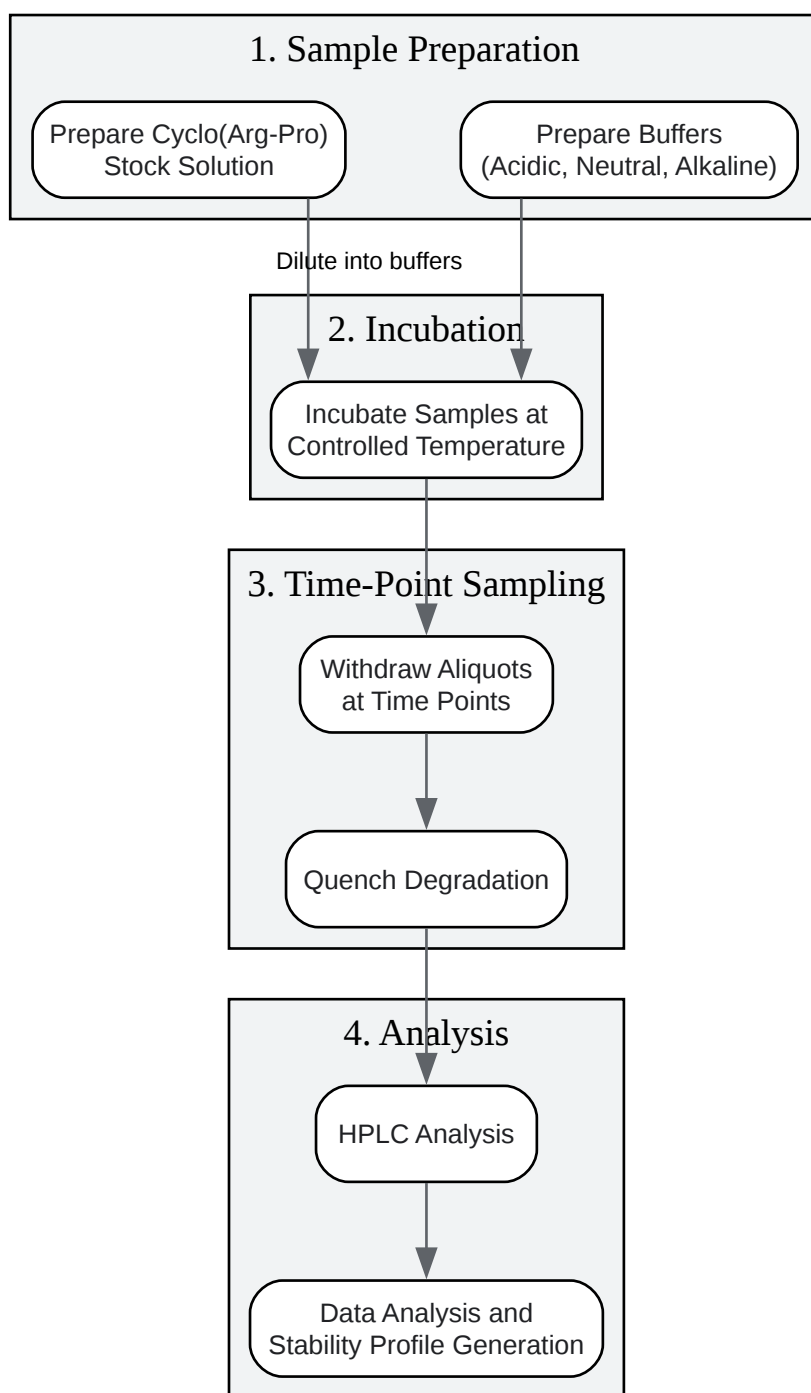 1. Sample Preparation
Prepare Cyclo(Arg-Pro)
Stock Solution
Prepare Buffers
(Acidic, Neutral, Alkaline)
Dilute into buffers
2. Incubation
Incubate Samples at
Controlled Temperature
3. Time-Point Sampling
Withdraw Aliquots
at Time Points
Quench Degradation
4. Analysis
HPLC Analysis
Data Analysis and
Stability Profile Generation